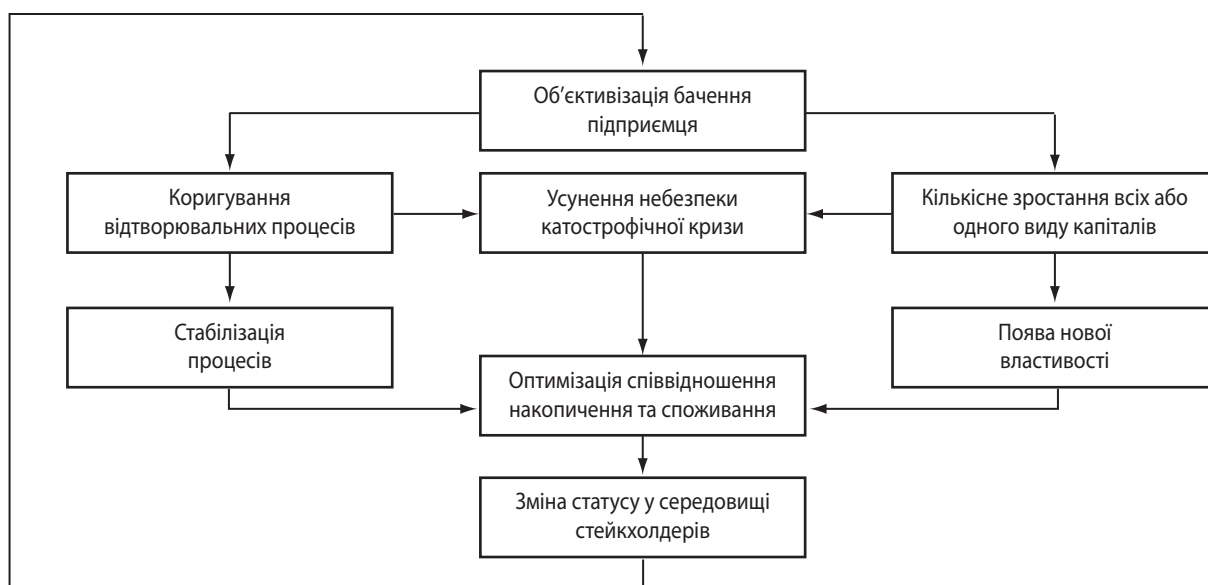 Об’єктивізація бачення
підприємця
Коригування
відтворювальних процесів
Усунення небезпеки
катострофічної кризи
Кількісне зростання всіх або
одного виду капіталів
Стабілізація
процесів
Поява нової
властивості
Оптимізація співвідношення
накопичення та споживання
Зміна статусу у середовищі
стейкхолдерів